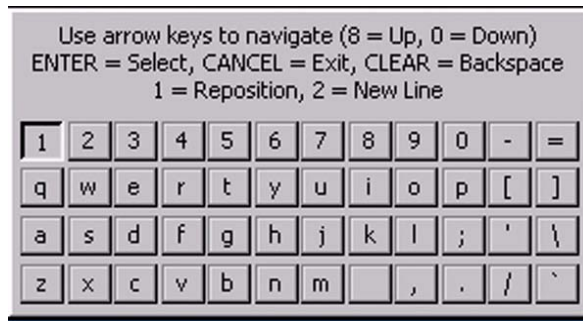 Use arrow keys to navigate (8 = Up, 0 = Down)
ENTER = Select, CANCEL = Exit, CLEAR = Backspace
1 = Reposition, 2 = New Line
1 2 3 4 5 6 7 8 9 0 - =
q w e r t y u i o p [ ]
a s d f g h j k l ; ' \
z x c v b n m , . / `